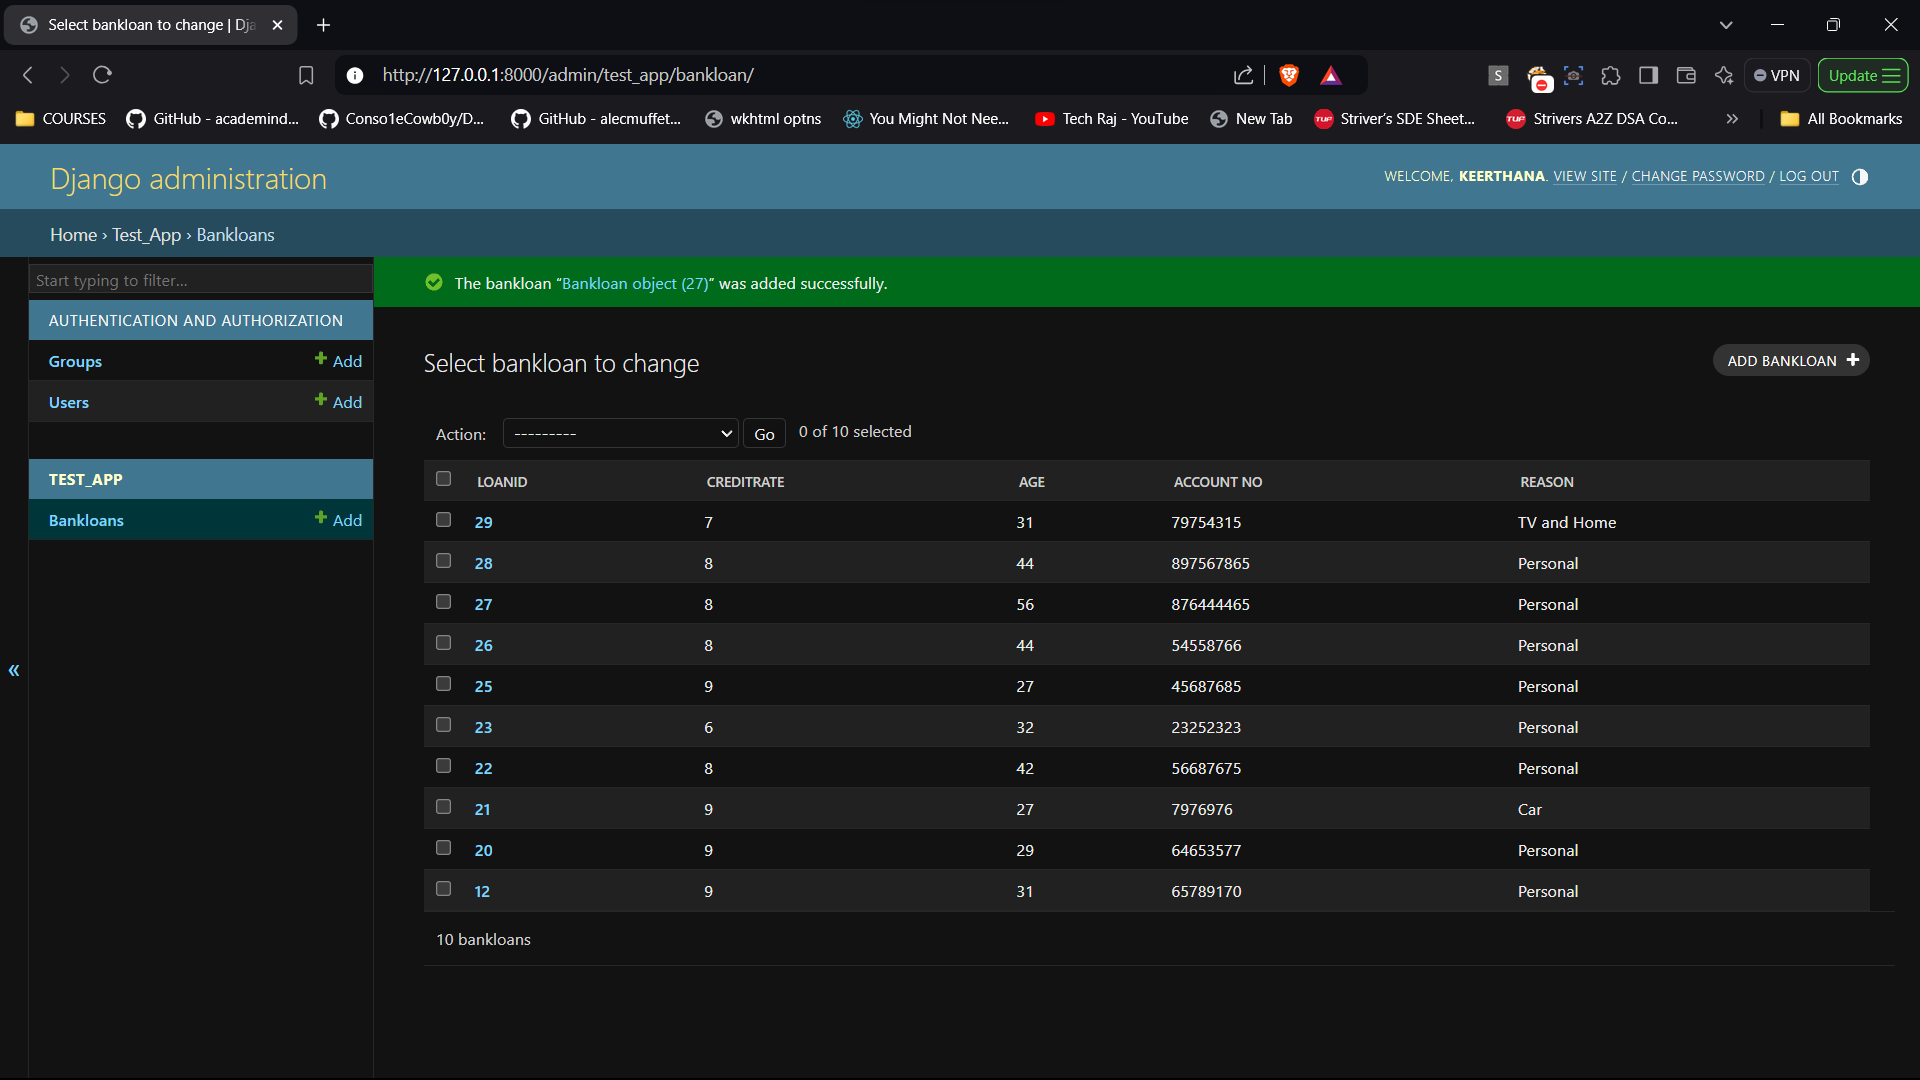 Select bankloan to change | Dja
http://127.0.0.1:8000/admin/test_app/bankloan/
S
VPN
Update
COURSES
GitHub - academind...
Conso1eCowb0y/D...
GitHub - alecmuffet...
wkhtml optns
You Might Not Nee...
Tech Raj - YouTube
New Tab
TUF Striver's SDE Sheet...
TUF Strivers A2Z DSA Co...
»
All Bookmarks
Django administration
WELCOME, KEERTHANA. VIEW SITE / CHANGE PASSWORD / LOG OUT
Home › Test_App › Bankloans
Start typing to filter...
The bankloan “Bankloan object (27)” was added successfully.
AUTHENTICATION AND AUTHORIZATION
Groups + Add
Users + Add
TEST_APP
Bankloans + Add
«
Select bankloan to change
ADD BANKLOAN +
Action: --------- Go 0 of 10 selected
LOANID CREDITRATE AGE ACCOUNT NO REASON
29 7 31 79754315 TV and Home
28 8 44 897567865 Personal
27 8 56 876444465 Personal
26 8 44 54558766 Personal
25 9 27 45687685 Personal
23 6 32 23252323 Personal
22 8 42 56687675 Personal
21 9 27 7976976 Car
20 9 29 64653577 Personal
12 9 31 65789170 Personal
10 bankloans